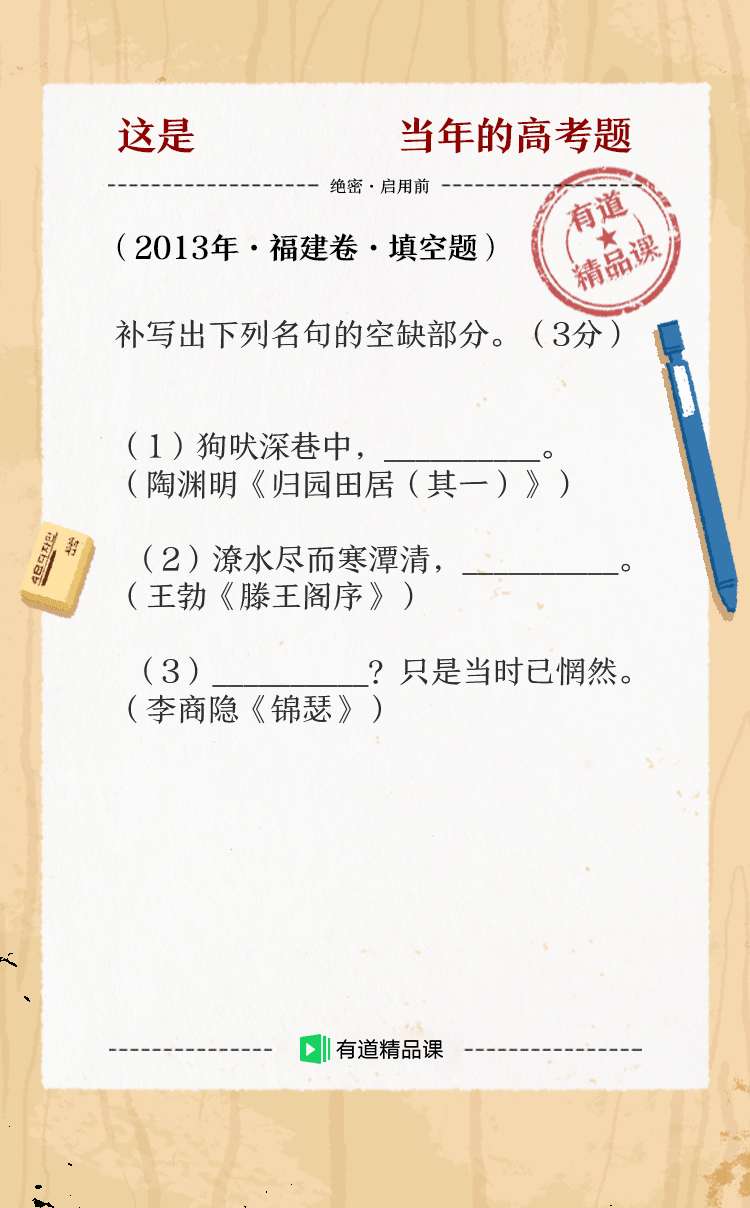 这是 当年的高考题
绝密·启用前
有道
精品课
（2013年·福建卷·填空题）
补写出下列名句的空缺部分。（3分）
（1）狗吠深巷中，__________。
（陶渊明《归园田居（其一）》）
（2）潦水尽而寒潭清，__________。
（王勃《滕王阁序》）
（3）__________？只是当时已惘然。
（李商隐《锦瑟》）
有道精品课